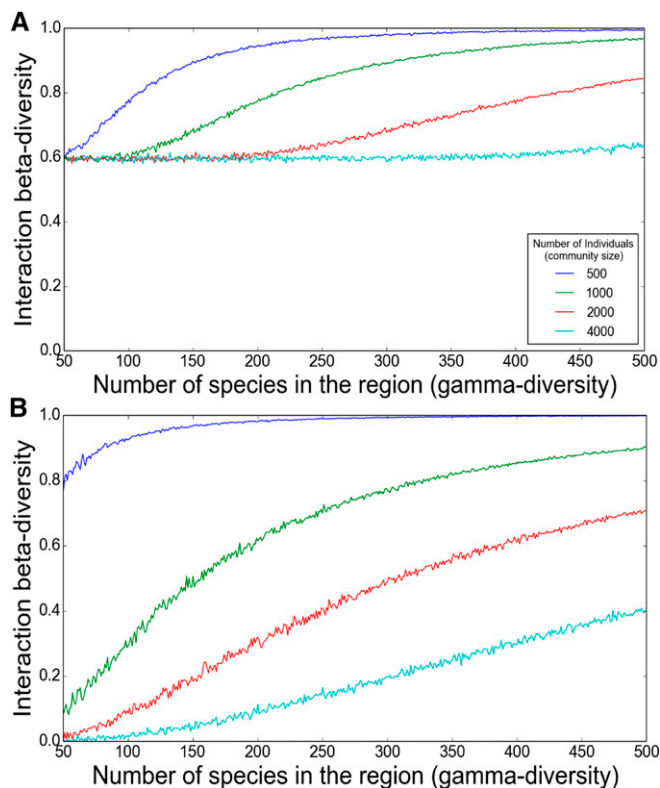 A
1.0
0.8
0.6
0.4
0.2
0.0
Interaction beta-diversity
Number of Individuals
(community size)
500
1000
2000
4000
50 100 150 200 250 300 350 400 450 500
Number of species in the region (gamma-diversity)
B
1.0
0.8
0.6
0.4
0.2
0.0
Interaction beta-diversity
50 100 150 200 250 300 350 400 450 500
Number of species in the region (gamma-diversity)